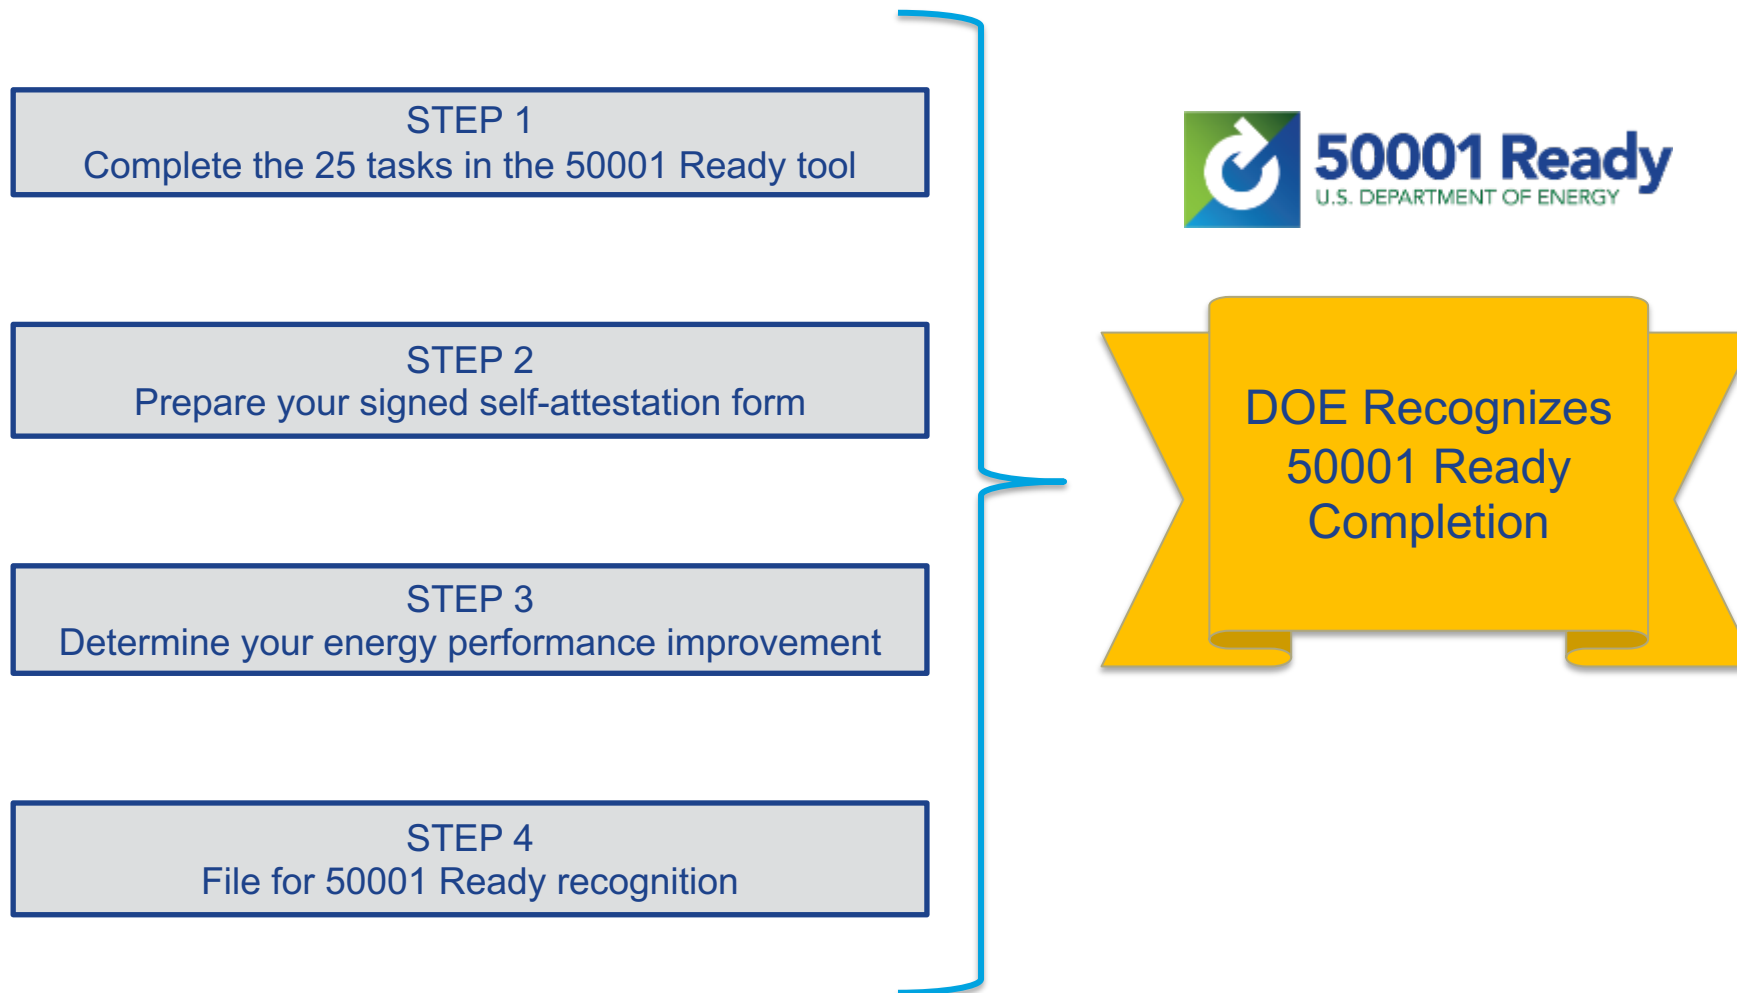 STEP 1
Complete the 25 tasks in the 50001 Ready tool
STEP 2
Prepare your signed self-attestation form
STEP 3
Determine your energy performance improvement
STEP 4
File for 50001 Ready recognition
50001 Ready
U.S. DEPARTMENT OF ENERGY
DOE Recognizes
50001 Ready
Completion